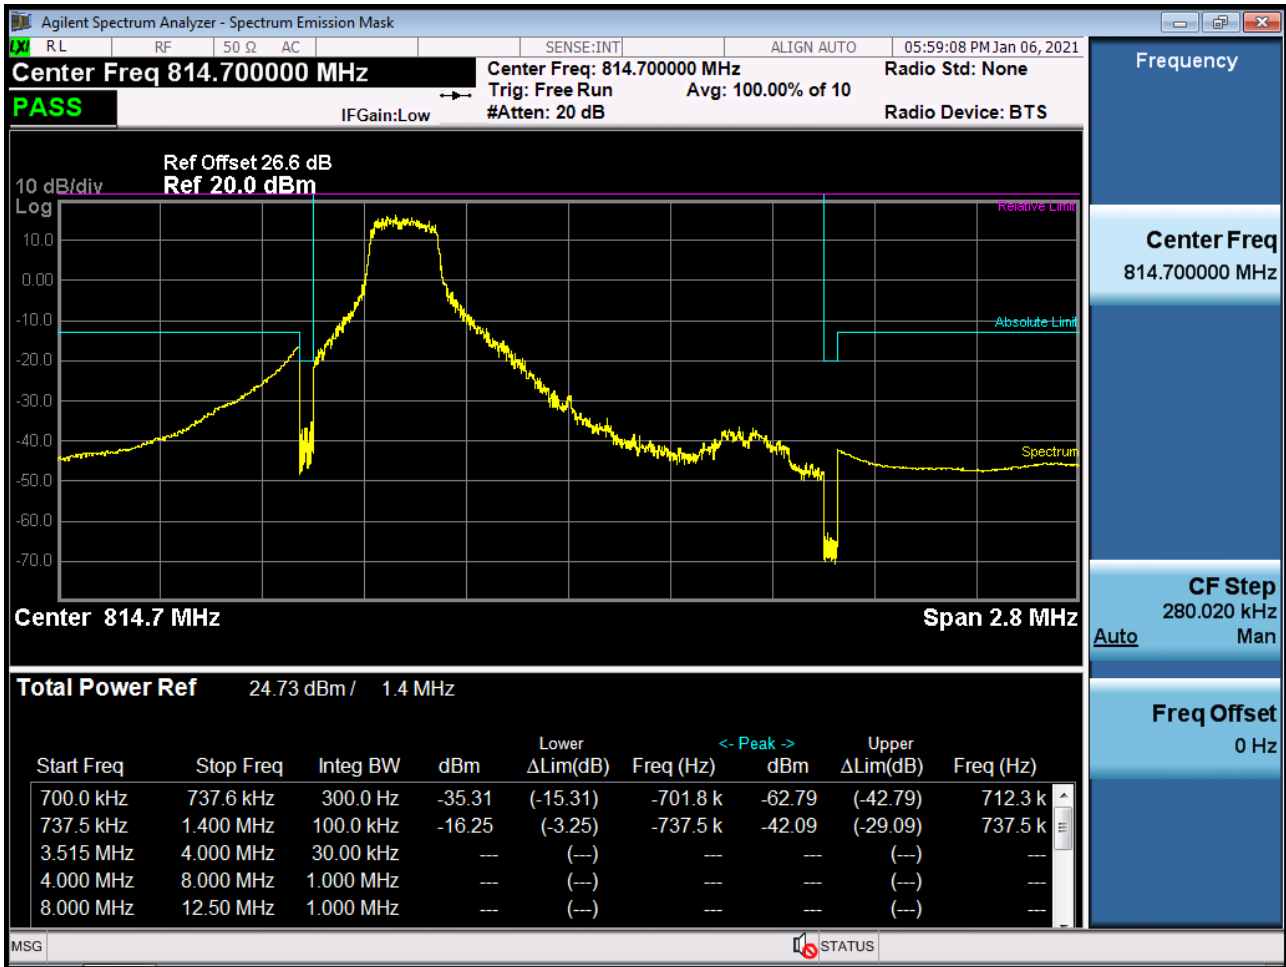 Agilent Spectrum Analyzer - Spectrum Emission Mask
LXI RL RF 50 Ω AC SENSE:INT ALIGN AUTO 05:59:08 PM Jan 06, 2021
Center Freq 814.700000 MHz
PASS
IFGain:Low
Center Freq: 814.700000 MHz
Trig: Free Run Avg: 100.00% of 10
#Atten: 20 dB
Radio Std: None
Radio Device: BTS
Ref Offset 26.6 dB
10 dB/div Ref 20.0 dBm
Log
Relative Limit
10.0
0.00
-10.0
Absolute Limit
-20.0
-30.0
-40.0
Spectrum
-50.0
-60.0
-70.0
Center 814.7 MHz Span 2.8 MHz
Total Power Ref 24.73 dBm / 1.4 MHz
Lower <- Peak -> Upper
Start Freq Stop Freq Integ BW dBm ΔLim(dB) Freq (Hz) dBm ΔLim(dB) Freq (Hz)
700.0 kHz 737.6 kHz 300.0 Hz -35.31 (-15.31) -701.8 k -62.79 (-42.79) 712.3 k
737.5 kHz 1.400 MHz 100.0 kHz -16.25 (-3.25) -737.5 k -42.09 (-29.09) 737.5 k
3.515 MHz 4.000 MHz 30.00 kHz --- (---) --- --- (---) ---
4.000 MHz 8.000 MHz 1.000 MHz --- (---) --- --- (---) ---
8.000 MHz 12.50 MHz 1.000 MHz --- (---) --- --- (---) ---
MSG STATUS
Frequency
Center Freq
814.700000 MHz
CF Step
280.020 kHz
Auto Man
Freq Offset
0 Hz